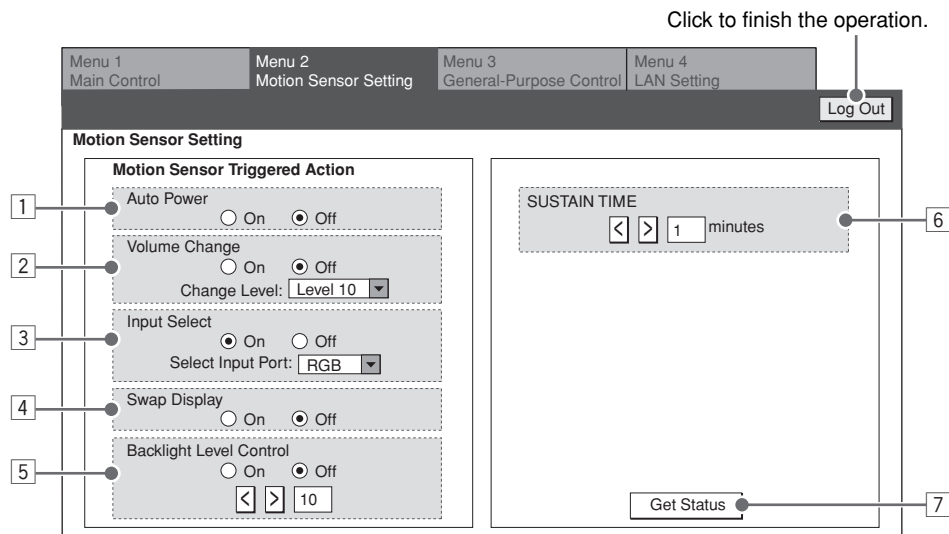 Click to finish the operation.
Menu 1 Menu 2 Menu 3 Menu 4
Main Control Motion Sensor Setting General-Purpose Control LAN Setting
Log Out
Motion Sensor Setting
Motion Sensor Triggered Action
1
Auto Power
On Off
2
Volume Change
On Off
Change Level: Level 10
3
Input Select
On Off
Select Input Port: RGB
4
Swap Display
On Off
5
Backlight Level Control
On Off
< > 10
SUSTAIN TIME
< > 1 minutes
6
Get Status
7